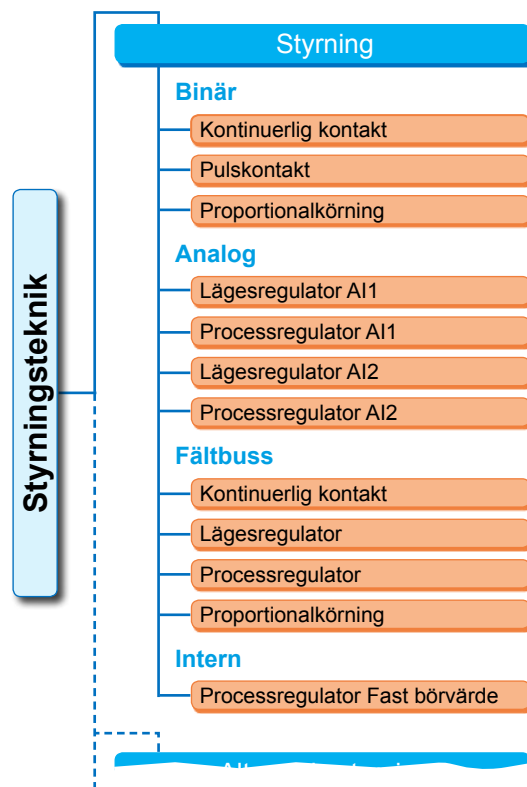 Styrningsteknik
Styrning
Binär
Kontinuerlig kontakt
Pulskontakt
Proportionalkörning
Analog
Lägesregulator AI1
Processregulator AI1
Lägesregulator AI2
Processregulator AI2
Fältbuss
Kontinuerlig kontakt
Lägesregulator
Processregulator
Proportionalkörning
Intern
Processregulator Fast börvärde